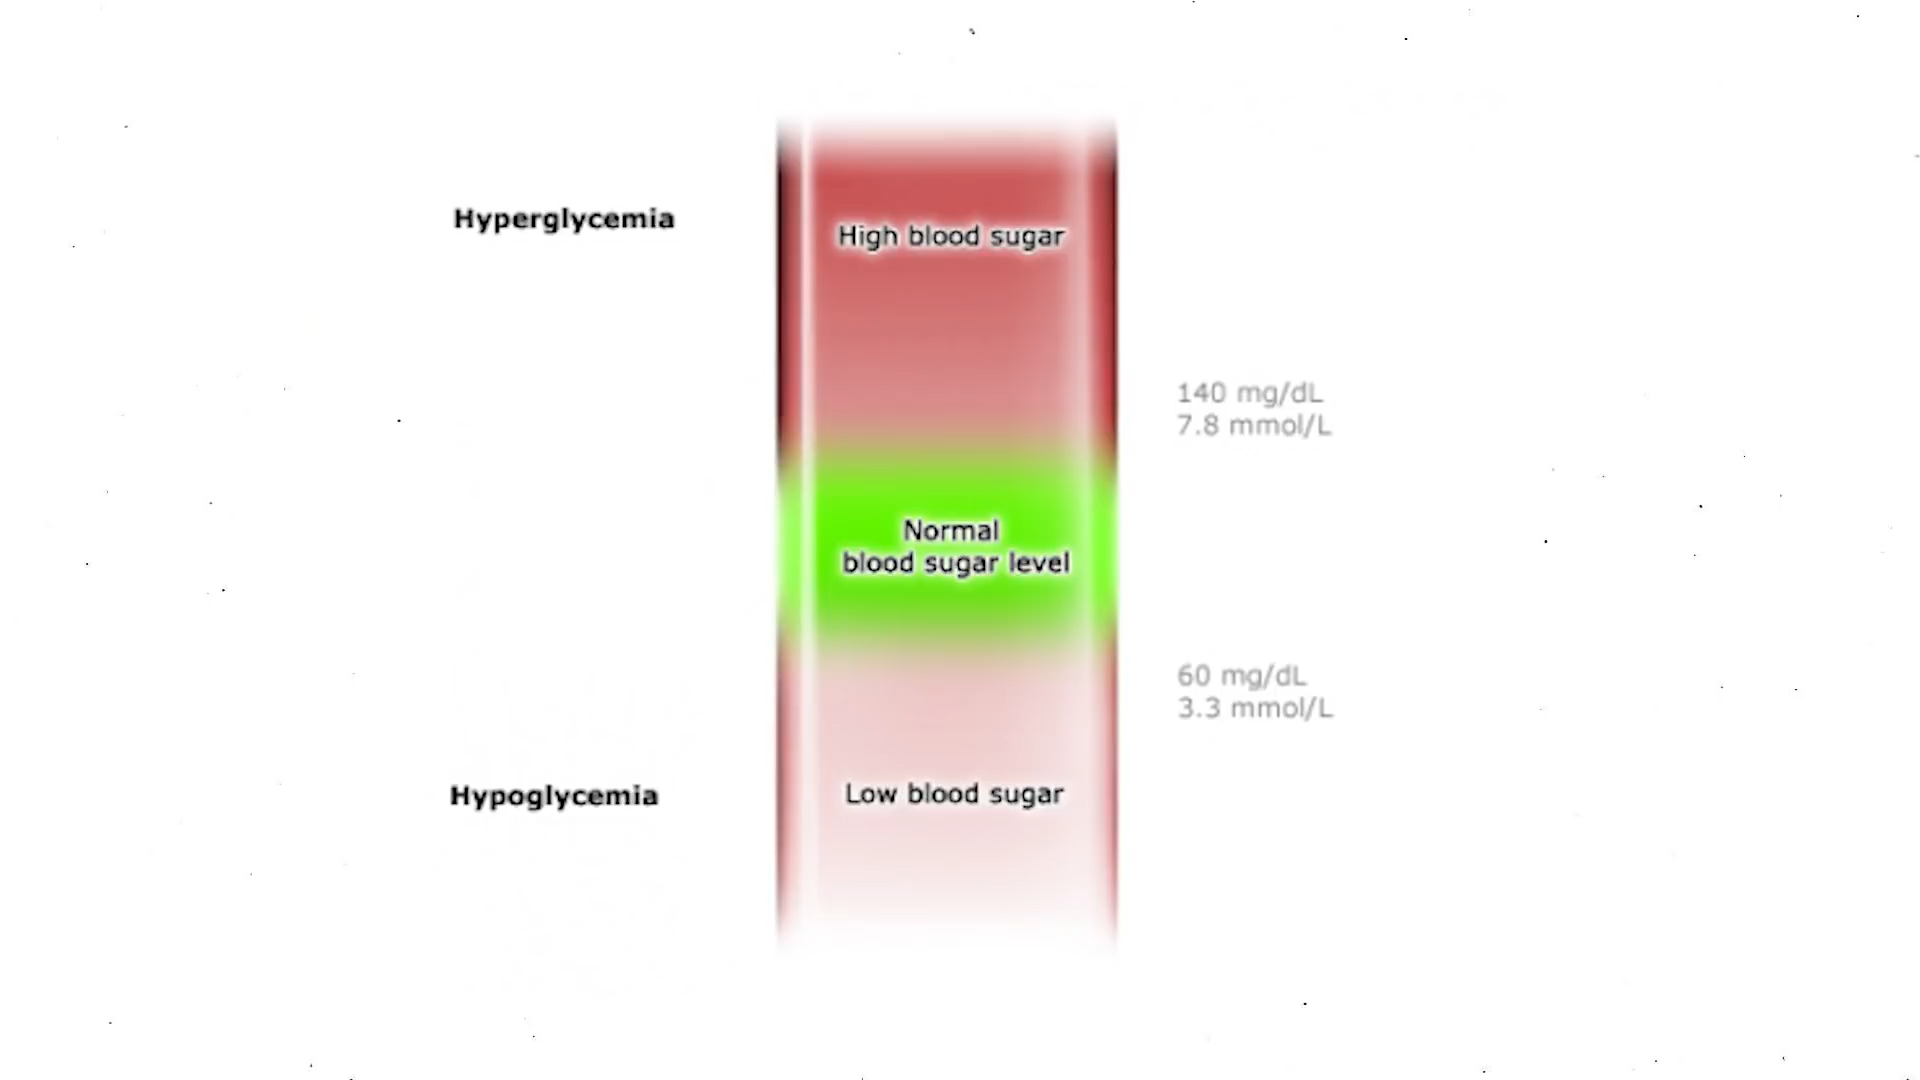 Hyperglycemia
High blood sugar
140 mg/dL
7.8 mmol/L
Normal
blood sugar level
60 mg/dL
3.3 mmol/L
Hypoglycemia
Low blood sugar